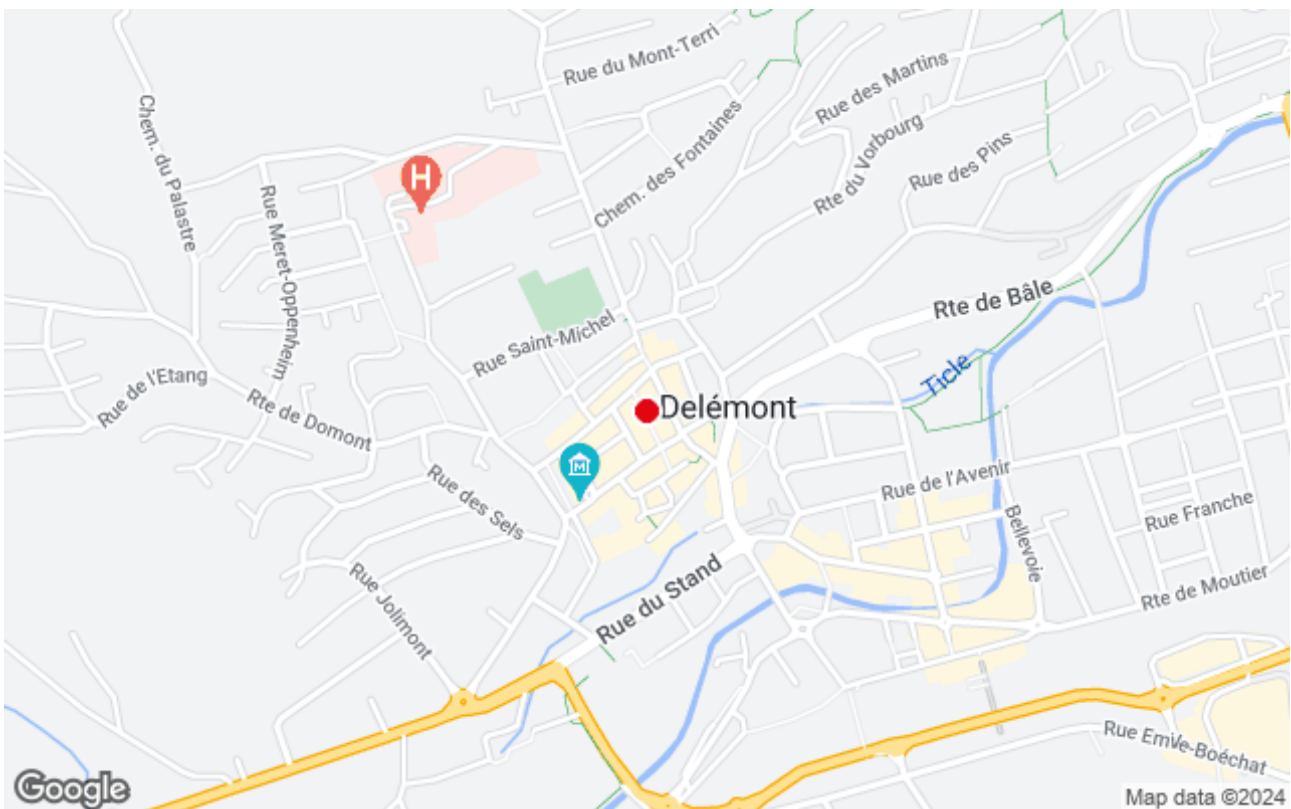 Rue du Mont-Terri
Rue des Martins
Chem. du Palastre
Chem. des Fontaines
Rte du Vorbourg
Rue des Pins
H
Rue Meret-Oppenheim
Rte de Bâle
Rue Saint-Michel
Ticle
Rue de l'Etang
Rte de Domont
Delémont
M
Rue de l'Avenir
Rue des Sels
Rue Franche
Bellevoie
Rue du Stand
Rue Jolimont
Rte de Moutier
Rue Em
le-Boéchat
Google
Map data ©2024